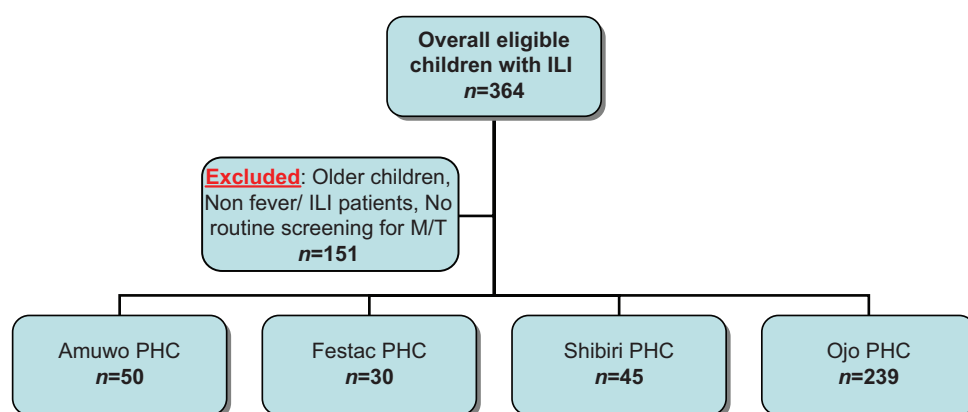 Overall eligible
children with ILI
n=364
Excluded: Older children,
Non fever/ ILI patients, No
routine screening for M/T
n=151
Amuwo PHC
n=50
Festac PHC
n=30
Shibiri PHC
n=45
Ojo PHC
n=239